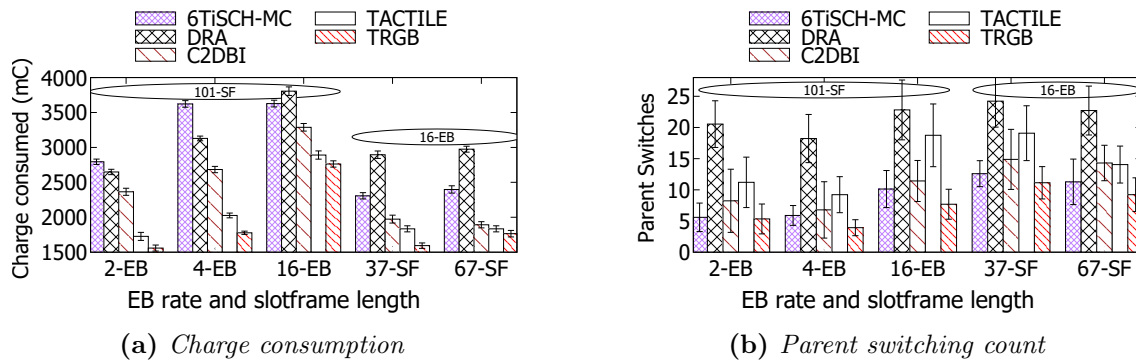 6TiSCH-MC
DRA
C2DBI
TACTILE
TRGB
Charge consumed (mC)
4000
3500
3000
2500
2000
1500
101-SF
16-EB
2-EB 4-EB 16-EB 37-SF 67-SF
EB rate and slotframe length
(a) Charge consumption
6TiSCH-MC
DRA
C2DBI
TACTILE
TRGB
Parent Switches
25
20
15
10
5
0
101-SF
16-EB
2-EB 4-EB 16-EB 37-SF 67-SF
EB rate and slotframe length
(b) Parent switching count